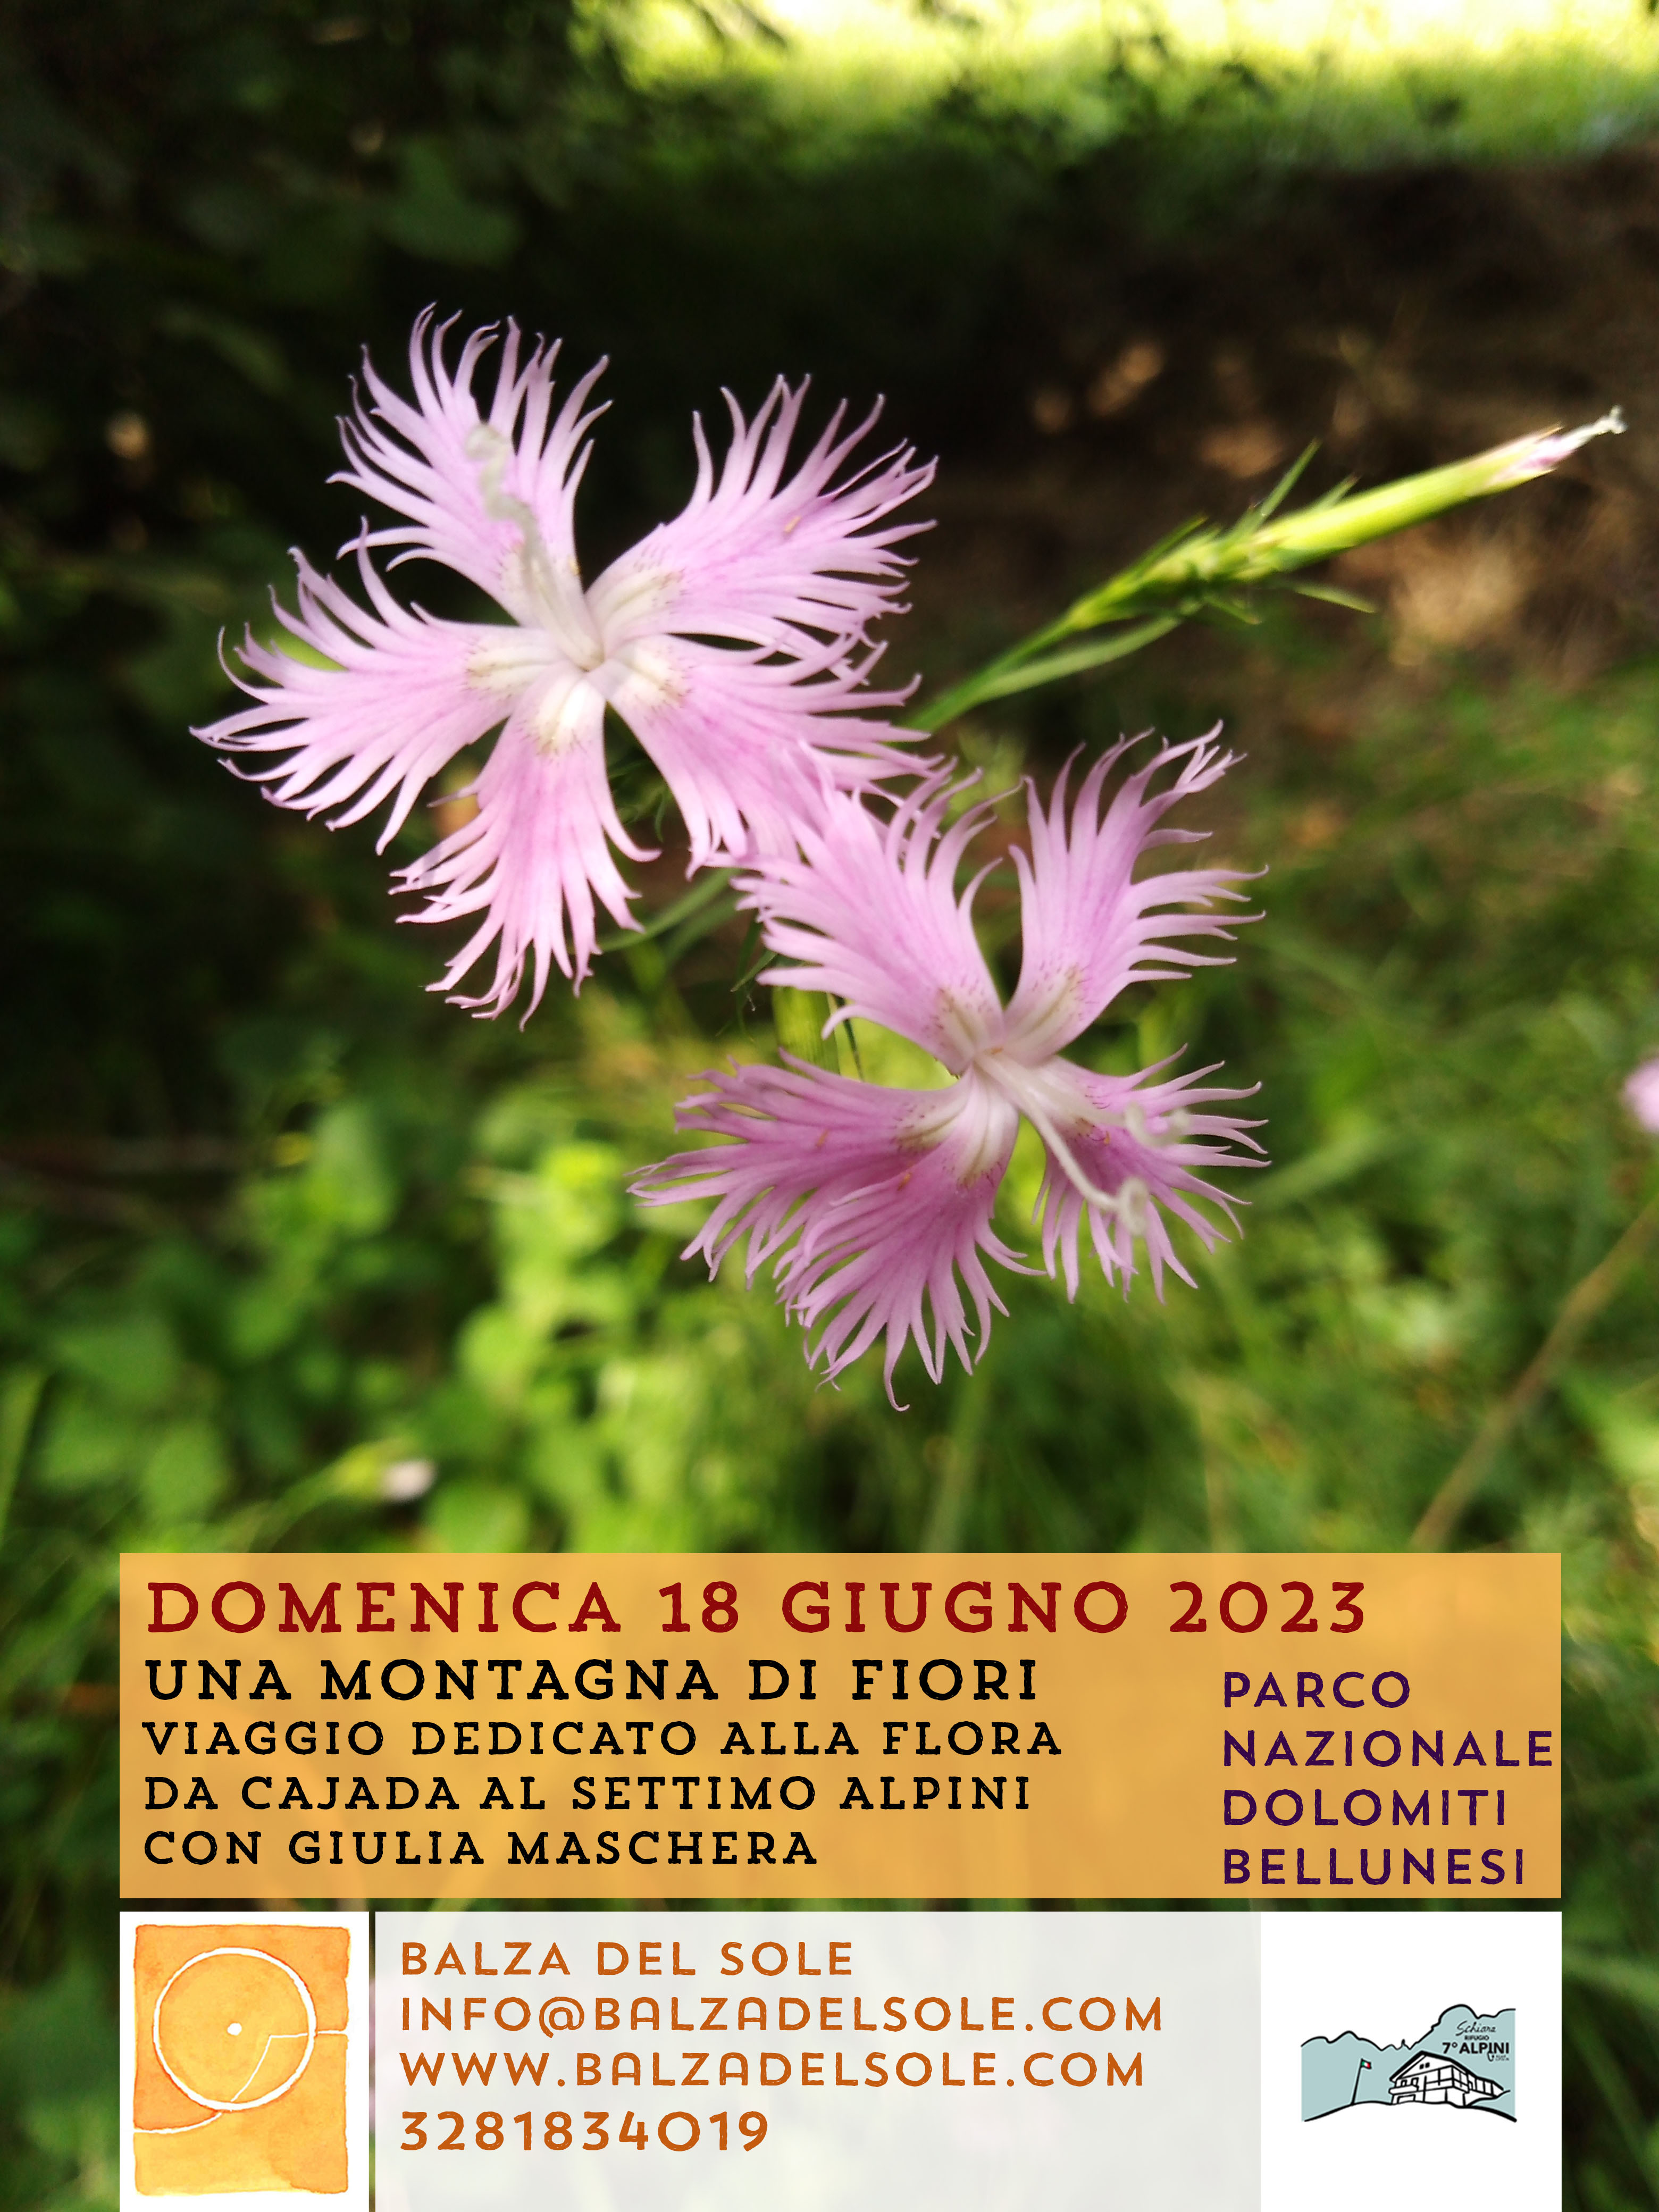 DOMENICA 18 GIUGNO 2023
UNA MONTAGNA DI FIORI
VIAGGIO DEDICATO ALLA FLORA
DA CAJADA AL SETTIMO ALPINI
CON GIULIA MASCHERA
PARCO
NAZIONALE
DOLOMITI
BELLUNESI
BALZA DEL SOLE
INFO@BALZADELSOLE.COM
WWW.BALZADELSOLE.COM
3281834019
Schiara
RIFUGIO
7° ALPINI